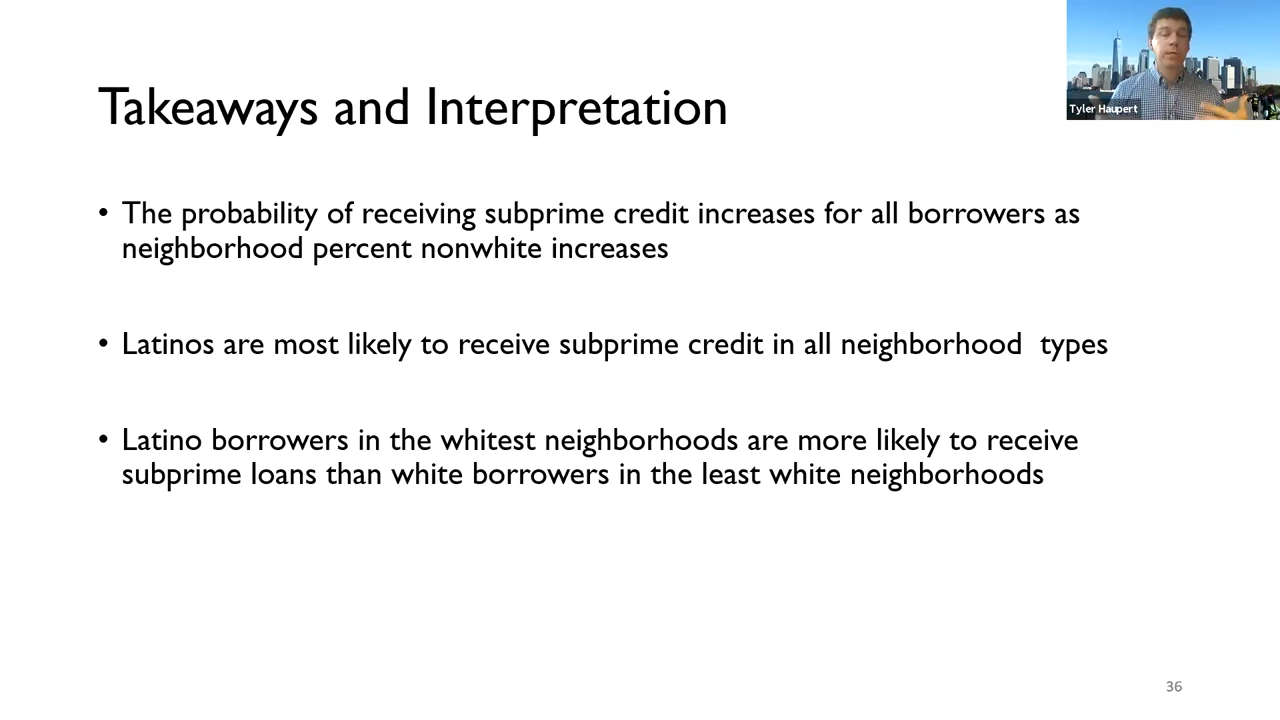 Takeaways and Interpretation
Tyler Haupert
• The probability of receiving subprime credit increases for all borrowers as
neighborhood percent nonwhite increases
• Latinos are most likely to receive subprime credit in all neighborhood  types
• Latino borrowers in the whitest neighborhoods are more likely to receive
subprime loans than white borrowers in the least white neighborhoods
36